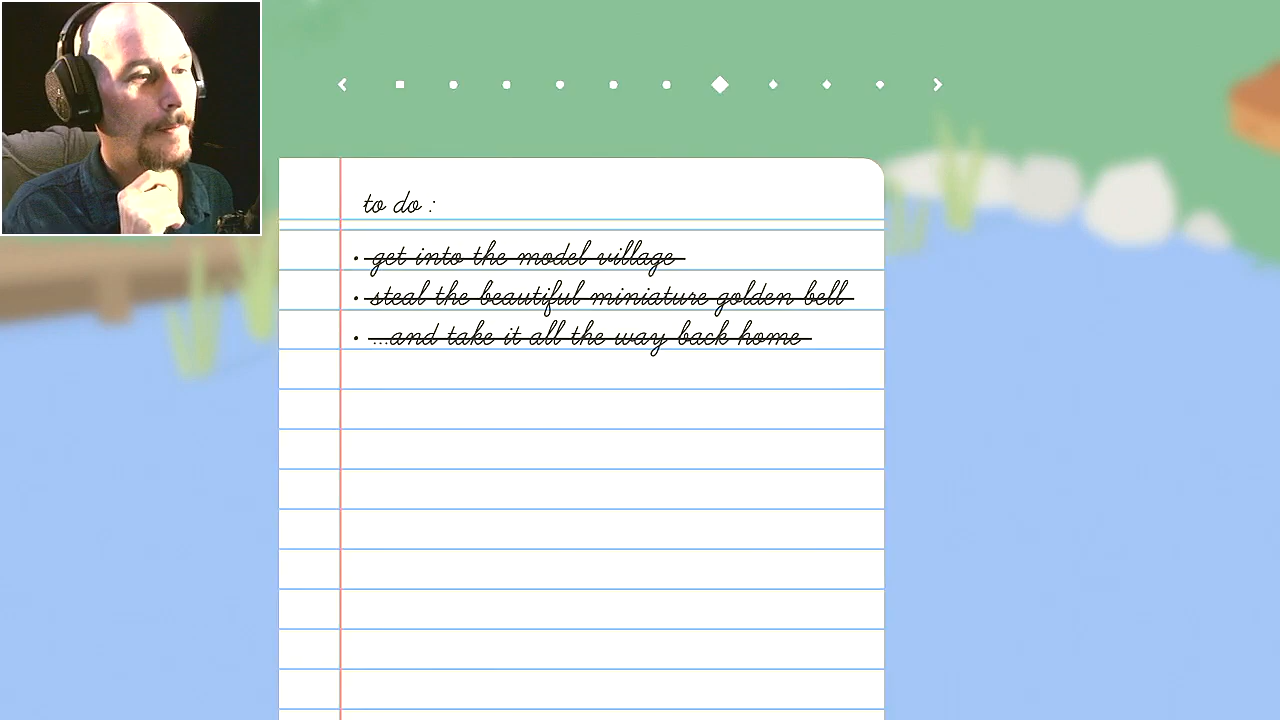 to do :
• get into the model village
• steal the beautiful miniature golden bell
• ...and take it all the way back home